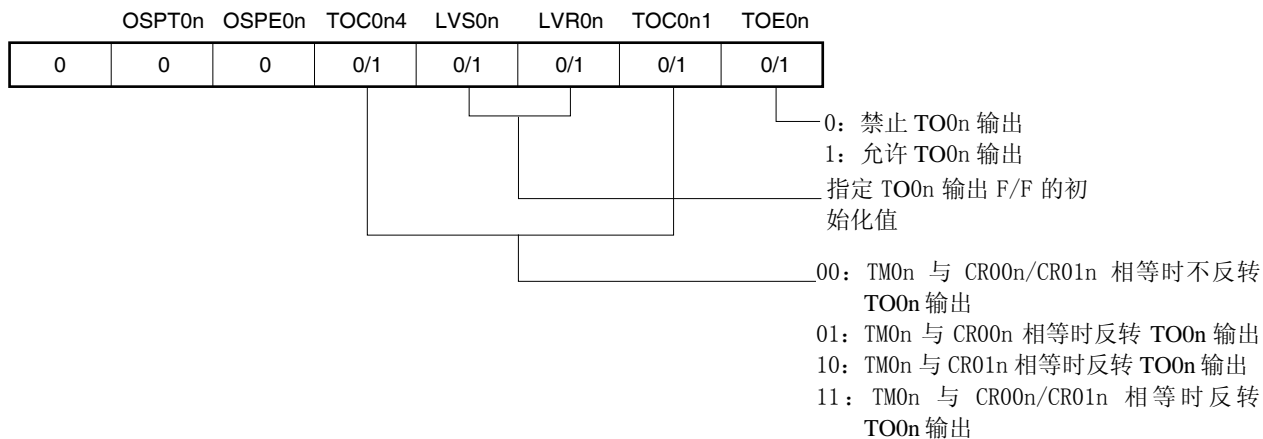 OSPT0n OSPE0n TOC0n4 LVS0n LVR0n TOC0n1 TOE0n
0 0 0 0/1 0/1 0/1 0/1 0/1
0：禁止 TO0n 输出
1：允许 TO0n 输出
指定 TO0n 输出 F/F 的初
始化值
00：TM0n 与 CR00n/CR01n 相等时不反转
TO0n 输出
01：TM0n 与 CR00n 相等时反转 TO0n 输出
10：TM0n 与 CR01n 相等时反转 TO0n 输出
11：TM0n 与 CR00n/CR01n 相等时反转
TO0n 输出